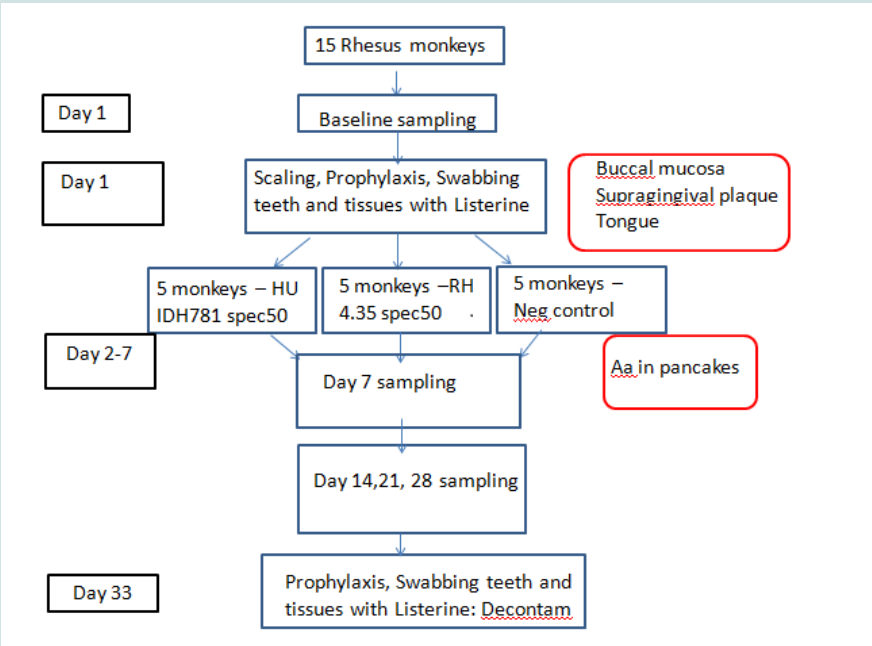 15 Rhesus monkeys
Day 1
Baseline sampling
Day 1
Scaling, Prophylaxis, Swabbing
teeth and tissues with Listerine
Buccal mucosa
Supragingival plaque
Tongue
5 monkeys – HU
IDH781 spec50
5 monkeys –RH
4.35 spec50 .
5 monkeys –
Neg control
Day 2-7
Day 7 sampling
Aa in pancakes
Day 14,21, 28 sampling
Day 33
Prophylaxis, Swabbing teeth and
tissues with Listerine: Decontam